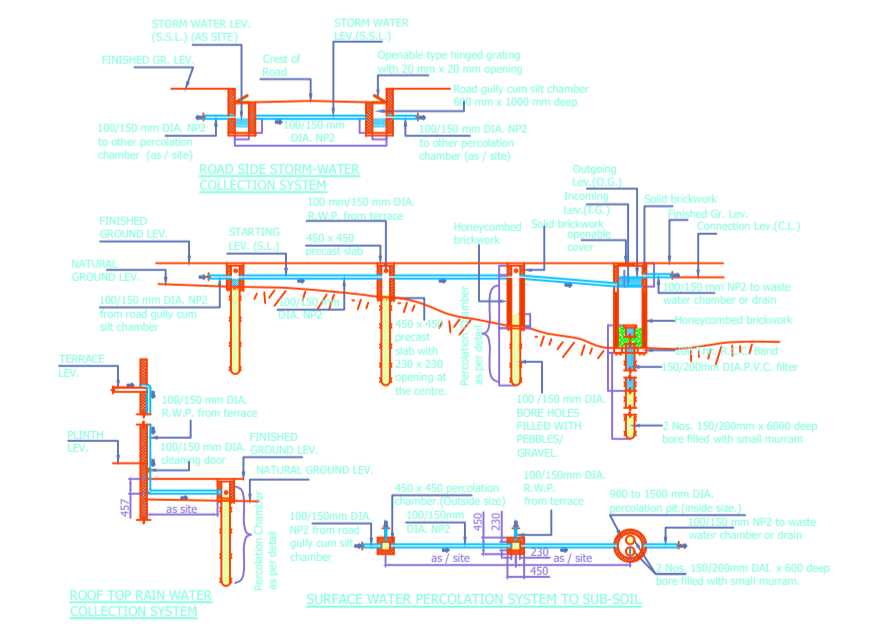 STORM WATER LEV.
(S.S.L.) (AS SITE)
STORM WATER
LEV.(S.S.L.)
FINISHED GR. LEV.
Crest of
Road
Openable type hinged grating
with 20 mm x 20 mm opening
Road gully cum silt chamber
600 mm x 1000 mm deep
100/150 mm DIA. NP2
to other percolation
chamber (as / site)
100/150 mm
DIA. NP2
100/150 mm DIA. NP2
to other percolation
chamber (as / site)
ROAD SIDE STORM-WATER
COLLECTION SYSTEM
Outgoing
Lev.(O.G.)
Incoming
Lev.(I.G.)
Solid brickwork
100 mm/150 mm DIA.
R.W.P. from terrace
Finished Gr. Lev.
Connection Lev.(C.L.)
FINISHED
GROUND LEV.
STARTING
LEV. (S.L.)
450 x 450
precast slab
Honeycombed
brickwork
Solid brickwork
openable
cover
NATURAL
GROUND LEV.
100/150 mm DIA. NP2
from road gully cum
silt chamber
100/150 mm
DIA. NP2
100/150 mm NP2 to waste
water chamber or drain
Percolation Chamber
as per detail
450 x 450
precast
slab with
230 x 230
opening at
the centre.
Honeycombed brickwork
200 Thk. R.C.C. Band
150/200mm DIA.P.V.C. filter
TERRACE
LEV.
100/150 mm DIA.
R.W.P. from terrace
100 /150 mm DIA.
BORE HOLES
FILLED WITH
PEBBLES/
GRAVEL.
2 Nos. 150/200mm x 6000 deep
bore filled with small murram
PLINTH
LEV.
100/150 mm DIA.
cleaning door
FINISHED
GROUND LEV.
NATURAL GROUND LEV.
457
as site
Percolation Chamber
as per detail
450 x 450 percolation
chamber.(Outside size)
100/150mm DIA.
R.W.P.
from terrace
900 to 1500 mm DIA.
percolation pit.(inside size.)
100/150mm DIA.
NP2 from road
gully cum silt
chamber
100/150mm
DIA. NP2
450
230
100/150 mm NP2 to waste
water chamber or drain
as / site
230
as / site
450
2 Nos. 150/200mm DAI. x 600 deep
bore filled with small murram.
ROOF TOP RAIN WATER
COLLECTION SYSTEM
SURFACE WATER PERCOLATION SYSTEM TO SUB-SOIL